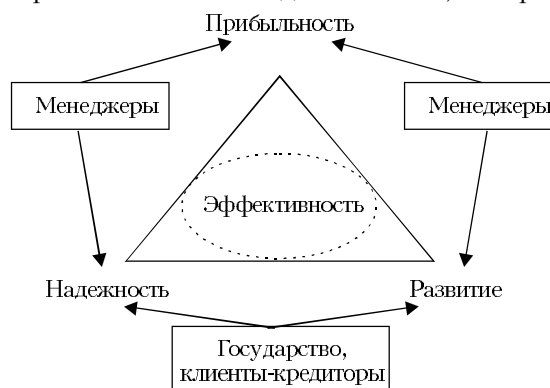 Прибыльность
Менеджеры
Менеджеры
Эффективность
Надежность
Развитие
Государство,
клиенты-кредиторы